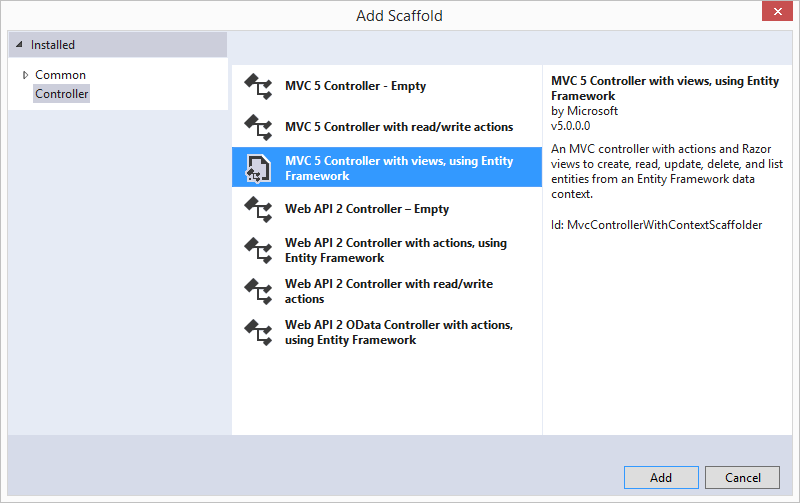 Add Scaffold
Installed
Common
Controller
MVC 5 Controller - Empty
MVC 5 Controller with read/write actions
MVC 5 Controller with views, using Entity
Framework
Web API 2 Controller – Empty
Web API 2 Controller with actions, using
Entity Framework
Web API 2 Controller with read/write
actions
Web API 2 OData Controller with actions,
using Entity Framework
MVC 5 Controller with views, using Entity
Framework
by Microsoft
v5.0.0.0
An MVC controller with actions and Razor
views to create, read, update, delete, and list
entities from an Entity Framework data
context.
Id: MvcControllerWithContextScaffolder
Add
Cancel